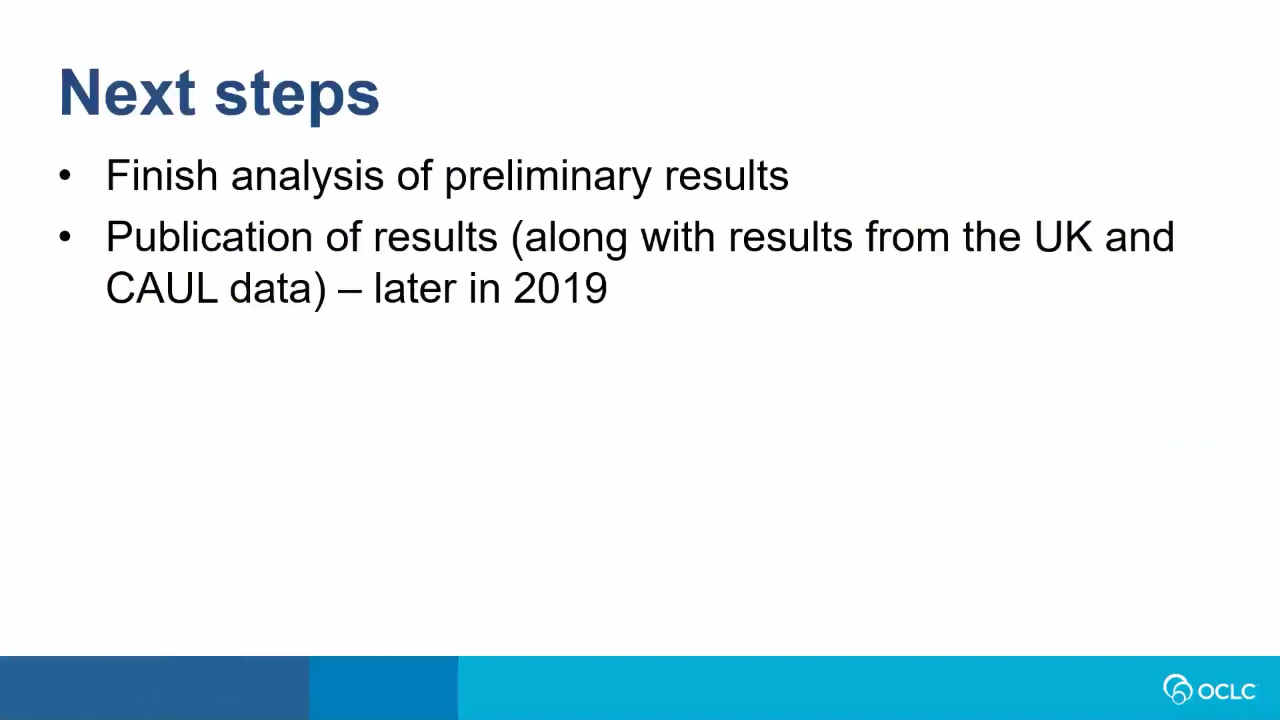 Next steps
• Finish analysis of preliminary results
• Publication of results (along with results from the UK and
CAUL data) – later in 2019
OCLC